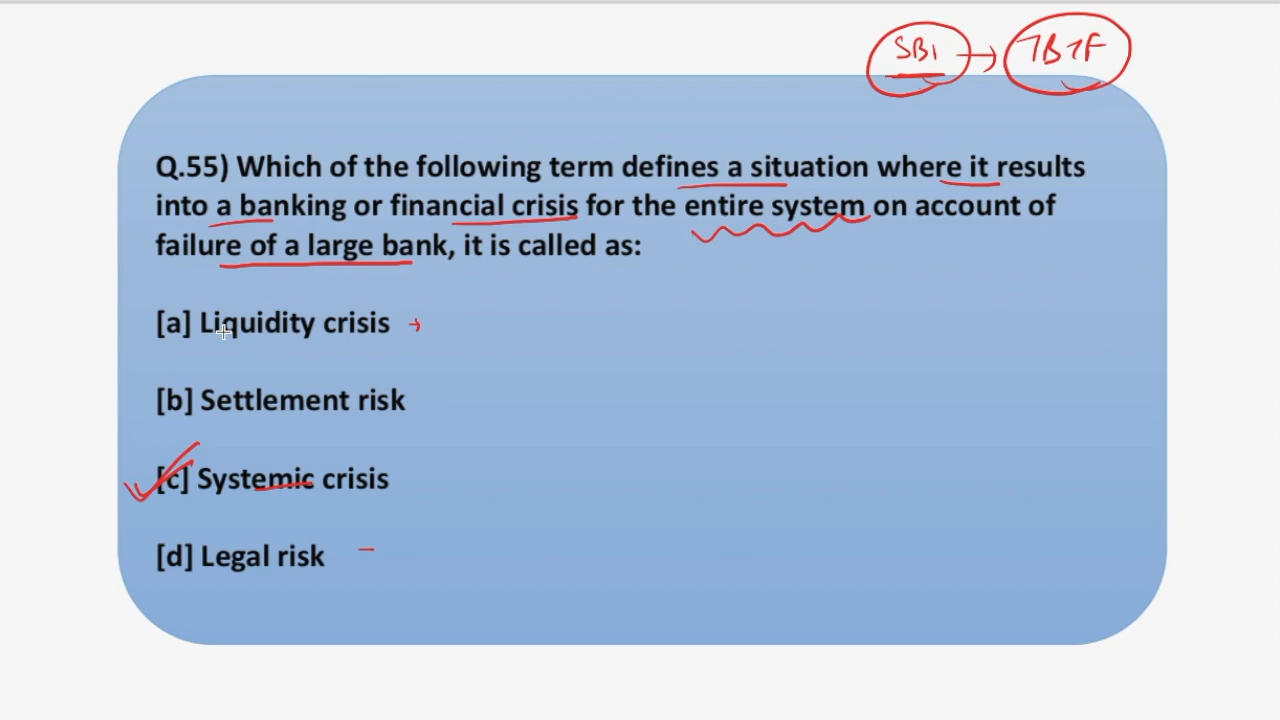 SBI → TBTF
Q.55) Which of the following term defines a situation where it results
into a banking or financial crisis for the entire system on account of
failure of a large bank, it is called as:
[a] Liquidity crisis
[b] Settlement risk
[c] Systemic crisis
[d] Legal risk